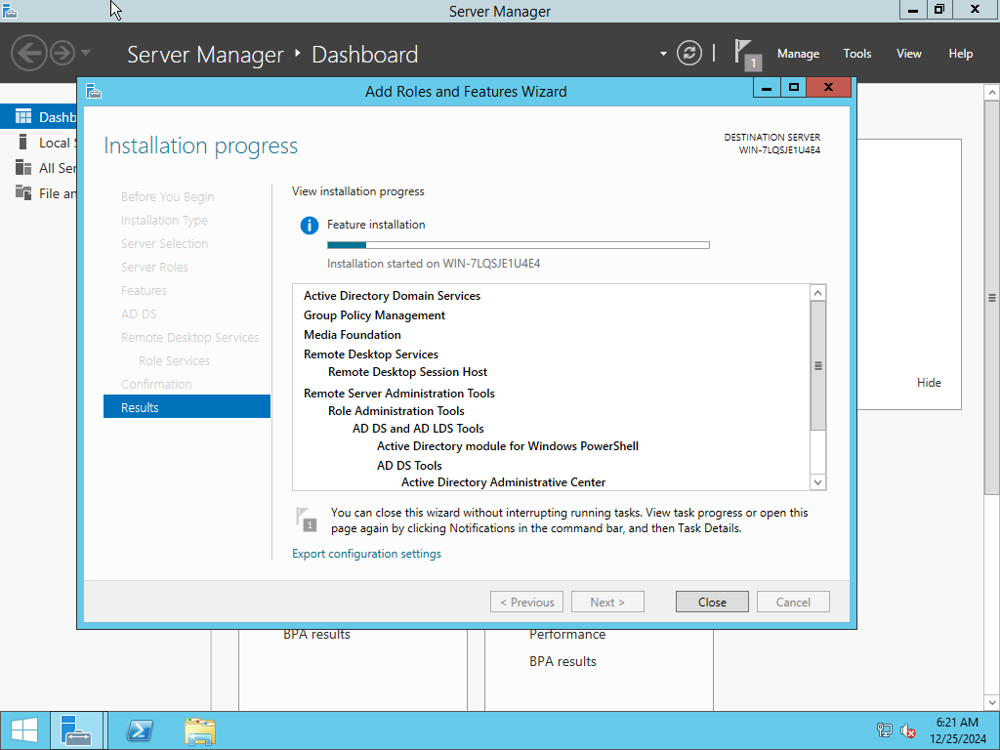 Server Manager
Server Manager ‣ Dashboard
1
Manage
Tools
View
Help
Add Roles and Features Wizard
Dashb
Local S
All Ser
File an
Installation progress
DESTINATION SERVER
WIN-7LQSJE1U4E4
Before You Begin
Installation Type
Server Selection
Server Roles
Features
AD DS
Remote Desktop Services
Role Services
Confirmation
Results
View installation progress
Feature installation
Installation started on WIN-7LQSJE1U4E4
Active Directory Domain Services
Group Policy Management
Media Foundation
Remote Desktop Services
Remote Desktop Session Host
Remote Server Administration Tools
Role Administration Tools
AD DS and AD LDS Tools
Active Directory module for Windows PowerShell
AD DS Tools
Active Directory Administrative Center
1
You can close this wizard without interrupting running tasks. View task progress or open this
page again by clicking Notifications in the command bar, and then Task Details.
Export configuration settings
< Previous
Next >
Close
Cancel
Hide
BPA results
Performance
BPA results
6:21 AM
12/25/2024